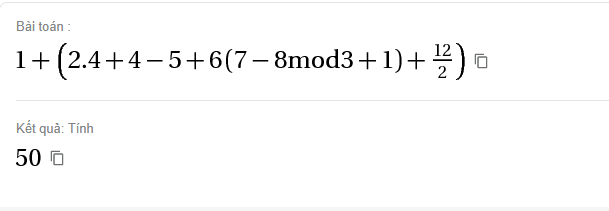 Bài toán :
1 + (2.4 + 4 − 5 + 6(7 − 8mod3 + 1) + 12/2)
Kết quả: Tính
50